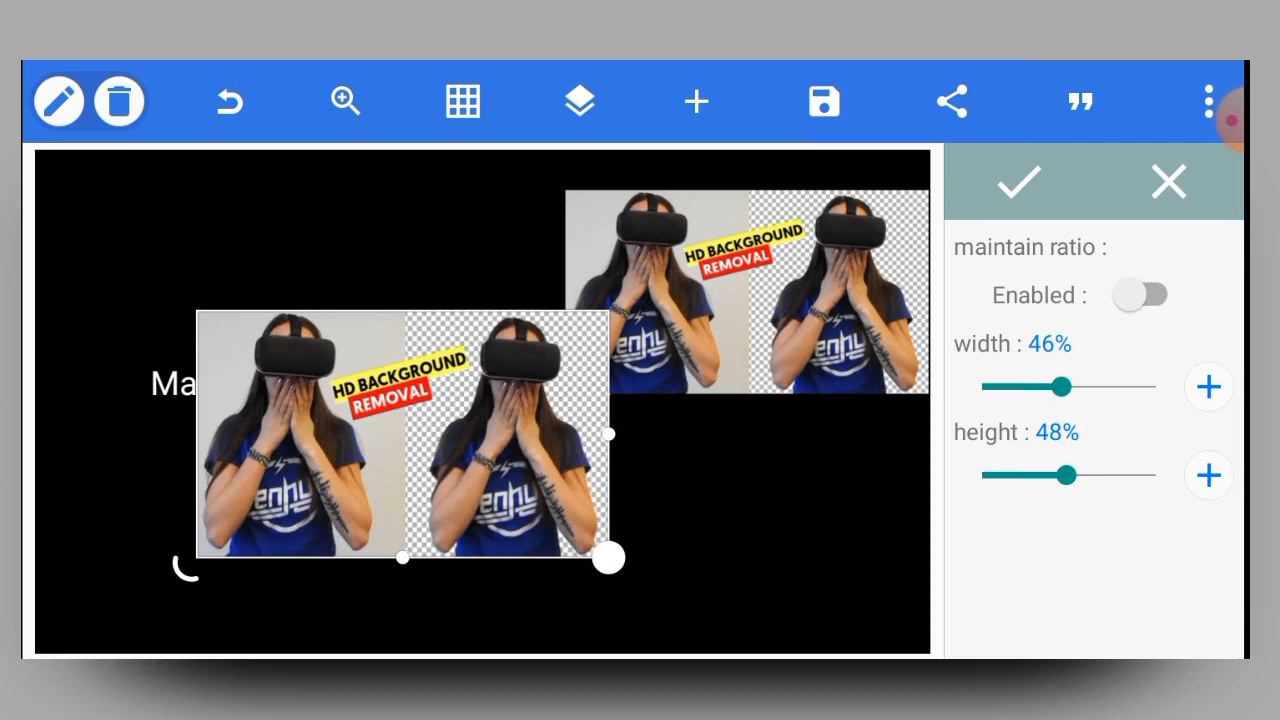 HD BACKGROUND
REMOVAL
HD BACKGROUND
REMOVAL
Ma
maintain ratio :
Enabled :
width : 46%
height : 48%